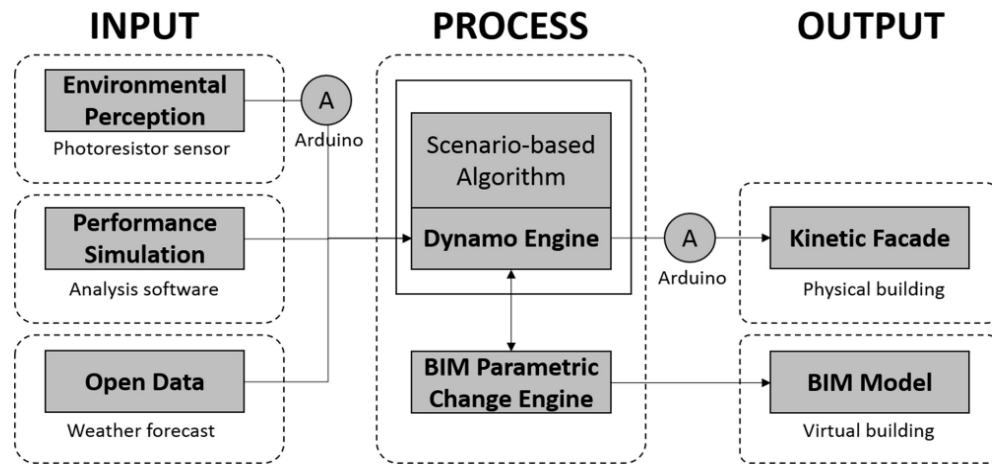 INPUT
PROCESS
OUTPUT
Environmental
Perception
Photoresistor sensor
A
Arduino
Performance
Simulation
Analysis software
Open Data
Weather forecast
Scenario-based
Algorithm
Dynamo Engine
BIM Parametric
Change Engine
A
Arduino
Kinetic Facade
Physical building
BIM Model
Virtual building